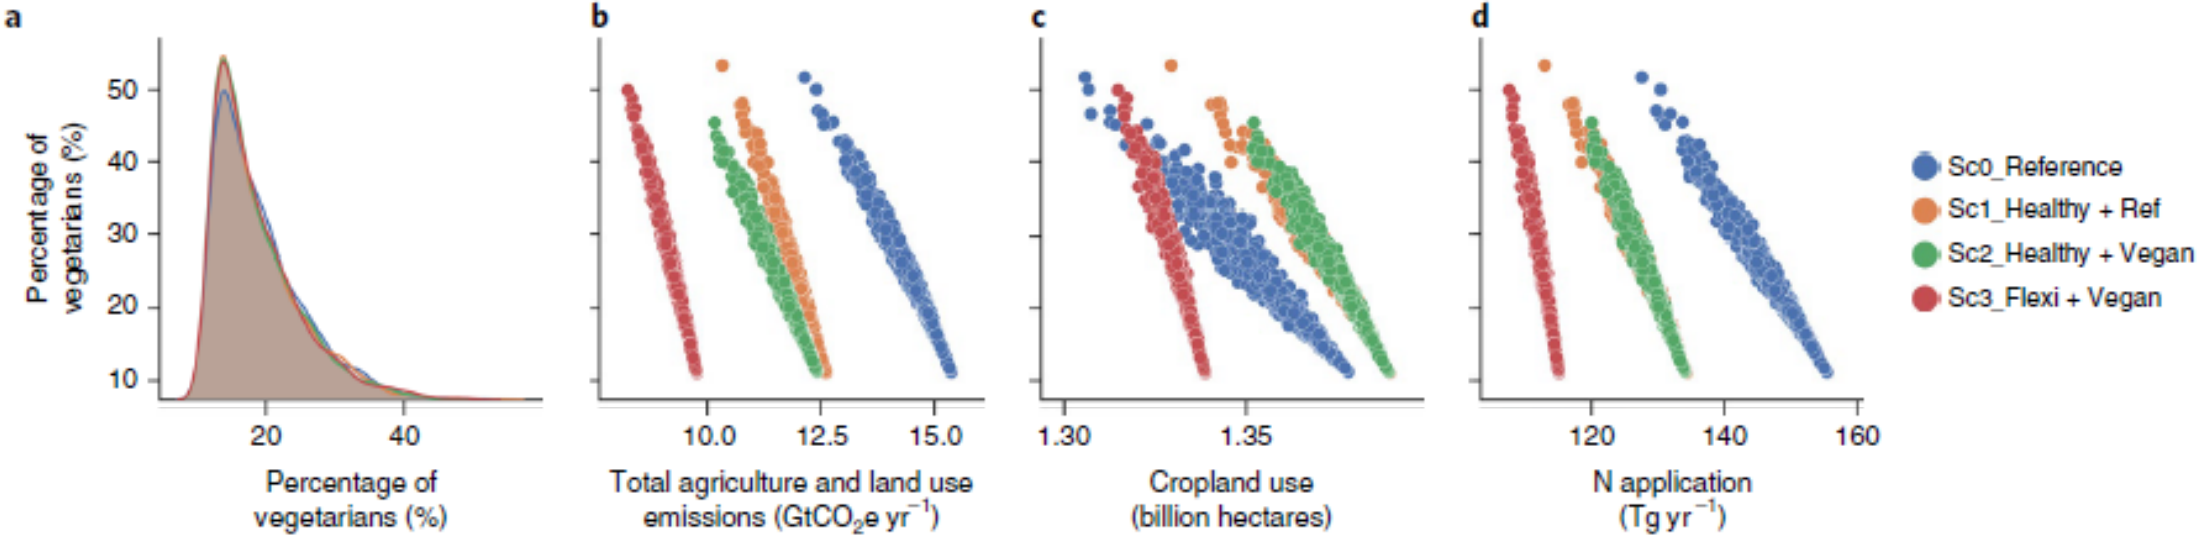 a
b
c
d
Percentage of
vegetarians (%)
50
40
30
20
10
20 40
Percentage of
vegetarians (%)
10.0 12.5 15.0
Total agriculture and land use
emissions (GtCO₂e yr⁻¹)
1.30 1.35
Cropland use
(billion hectares)
120 140 160
N application
(Tg yr⁻¹)
Sc0_Reference
Sc1_Healthy + Ref
Sc2_Healthy + Vegan
Sc3_Flexi + Vegan